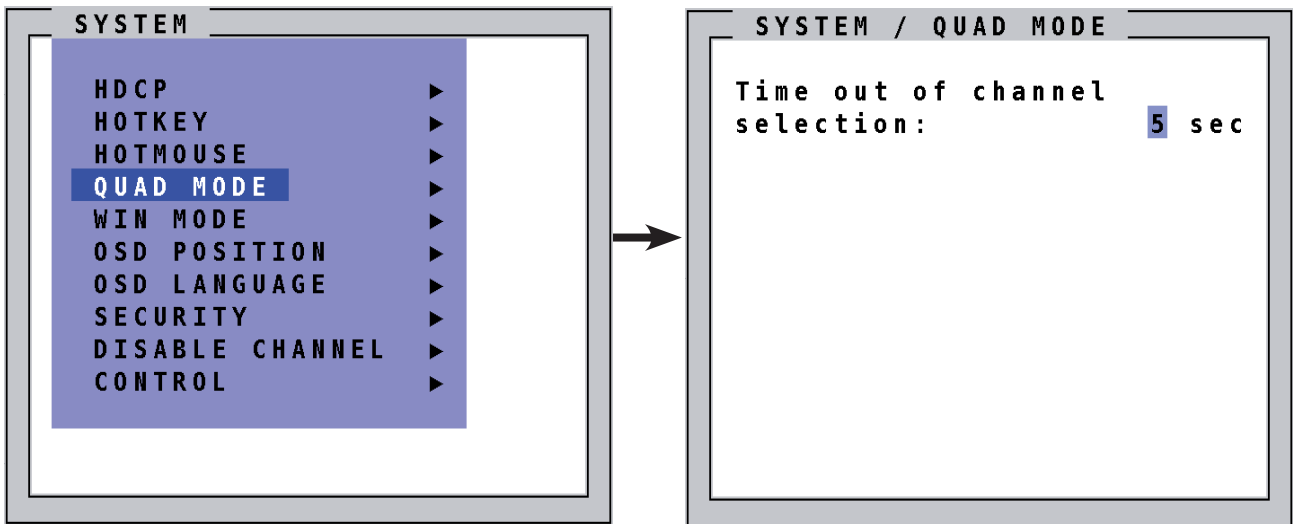 SYSTEM
HDCP
HOTKEY
HOTMOUSE
QUAD MODE
WIN MODE
OSD POSITION
OSD LANGUAGE
SECURITY
DISABLE CHANNEL
CONTROL
SYSTEM / QUAD MODE
Time out of channel
selection: 5 sec